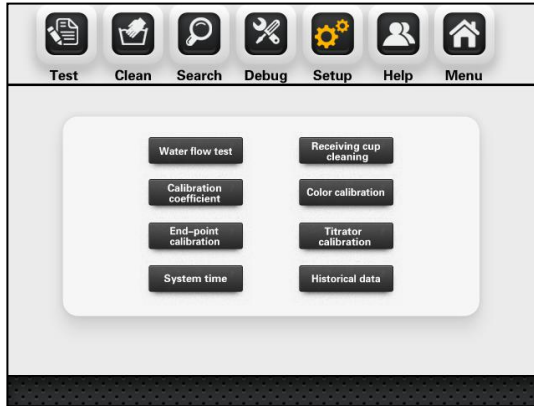 Test Clean Search Debug Setup Help Menu
Water flow test
Receiving cup
cleaning
Calibration
coefficient
Color calibration
End-point
calibration
Titrator
calibration
System time
Historical data